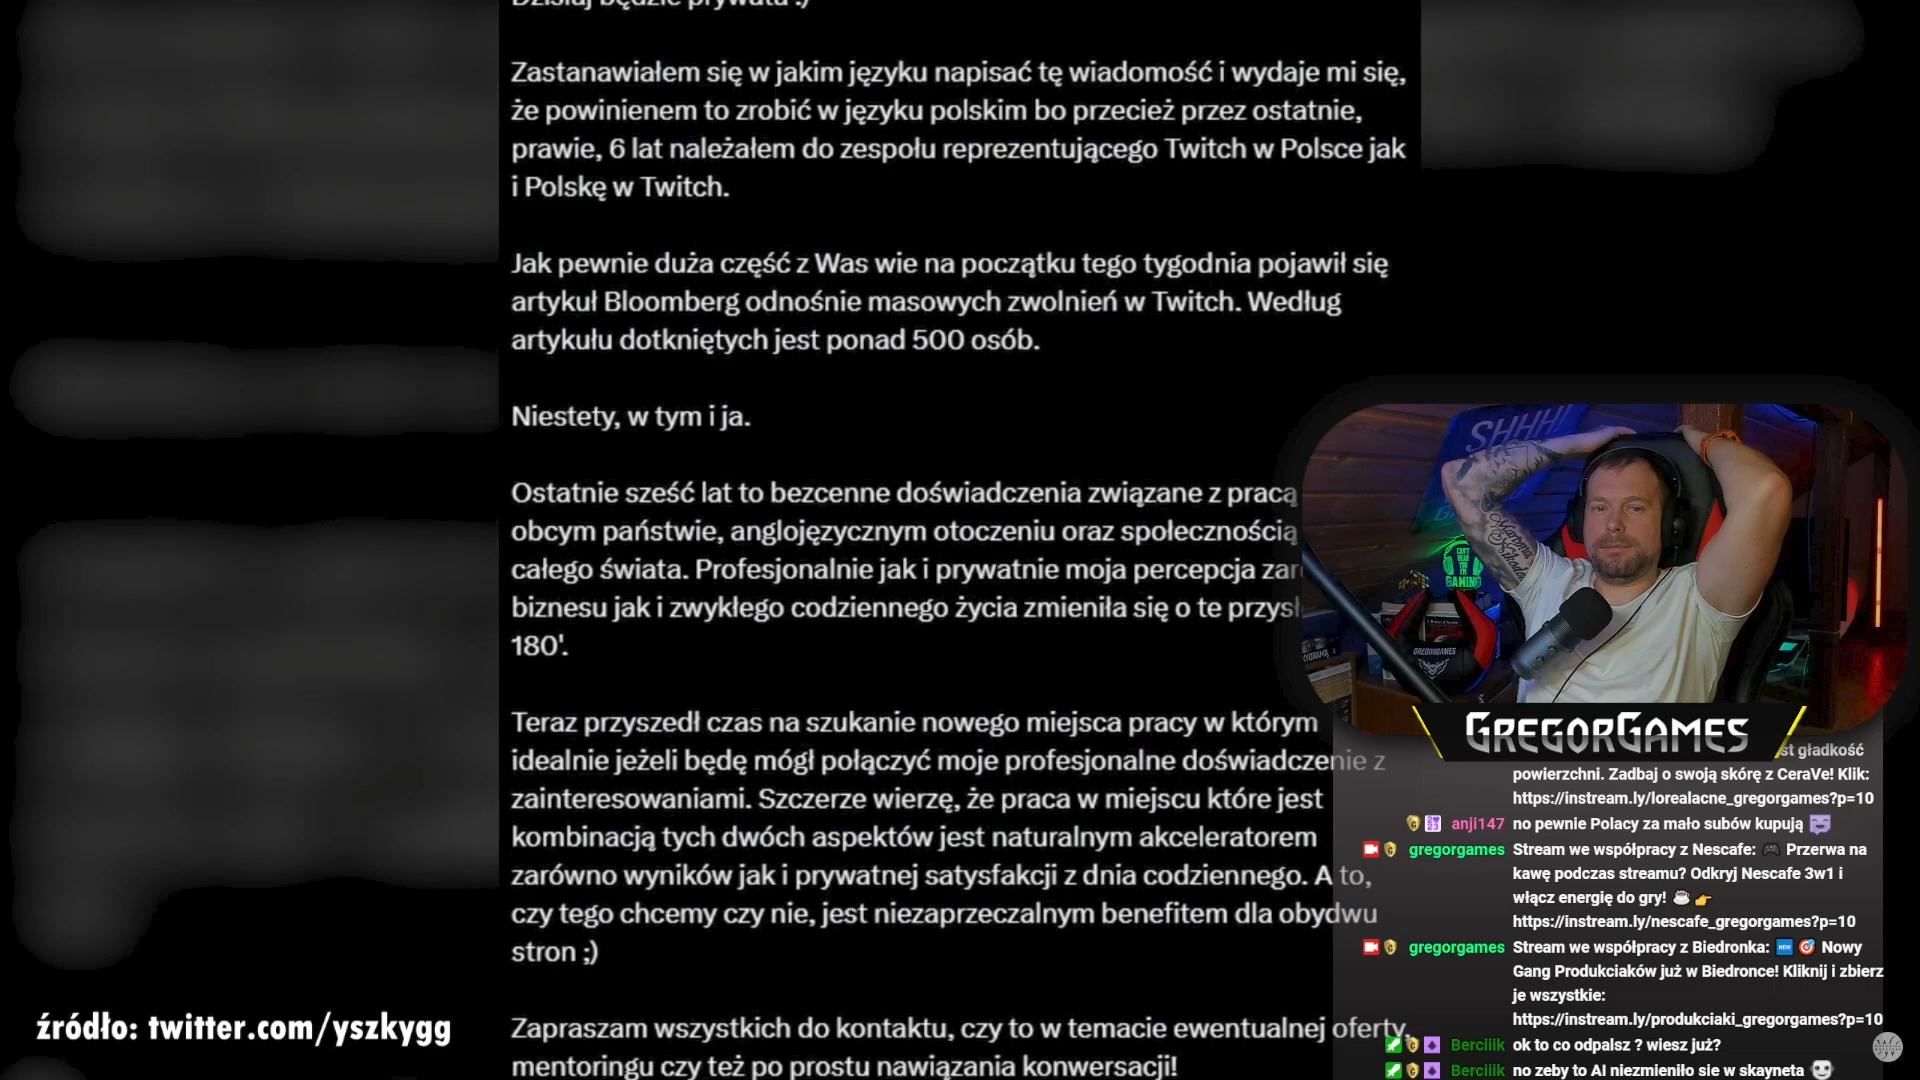 Dzisiaj będzie prywata :)
Zastanawiałem się w jakim języku napisać tę wiadomość i wydaje mi się,
że powinienem to zrobić w języku polskim bo przecież przez ostatnie,
prawie, 6 lat należałem do zespołu reprezentującego Twitch w Polsce jak
i Polskę w Twitch.
Jak pewnie duża część z Was wie na początku tego tygodnia pojawił się
artykuł Bloomberg odnośnie masowych zwolnień w Twitch. Według
artykułu dotkniętych jest ponad 500 osób.
Niestety, w tym i ja.
Ostatnie sześć lat to bezcenne doświadczenia związane z pracą
obcym państwie, anglojęzycznym otoczeniu oraz społecznością
całego świata. Profesjonalnie jak i prywatnie moja percepcja
biznesu jak i zwykłego codziennego życia zmieniła się o te
180'.
Teraz przyszedł czas na szukanie nowego miejsca pracy w którym
idealnie jeżeli będę mógł połączyć moje profesjonalne doświadczenie z
zainteresowaniami. Szczerze wierzę, że praca w miejscu które jest
kombinacją tych dwóch aspektów jest naturalnym akceleratorem
zarówno wyników jak i prywatnej satysfakcji z dnia codziennego. A to,
czy tego chcemy czy nie, jest niezaprzeczalnym benefitem dla obydwu
stron ;)
Zapraszam wszystkich do kontaktu, czy to w temacie ewentualnej oferty,
mentoringu czy też po prostu nawiązania konwersacji!
źródło: twitter.com/yszkygg
SHHH!
CAN'T HEAR YOU I'M GAMING
GREGORGAMES
GREGORGAMES
st gładkość
powierzchni. Zadbaj o swoją skórę z CeraVe! Klik:
https://instream.ly/lorealacne_gregorgames?p=10
anji147 no pewnie Polacy za mało subów kupują
gregorgames Stream we współpracy z Nescafe: 🎮 Przerwa na
kawę podczas streamu? Odkryj Nescafe 3w1 i
włącz energię do gry! ☕ 👉
https://instream.ly/nescafe_gregorgames?p=10
gregorgames Stream we współpracy z Biedronka: 🆕 🎯 Nowy
Gang Produkciaków już w Biedronce! Kliknij i zbierz
je wszystkie:
https://instream.ly/produkciaki_gregorgames?p=10
Berciiik ok to co odpalsz ? wiesz już?
Berciiik no zeby to AI niezmieniło sie w skayneta